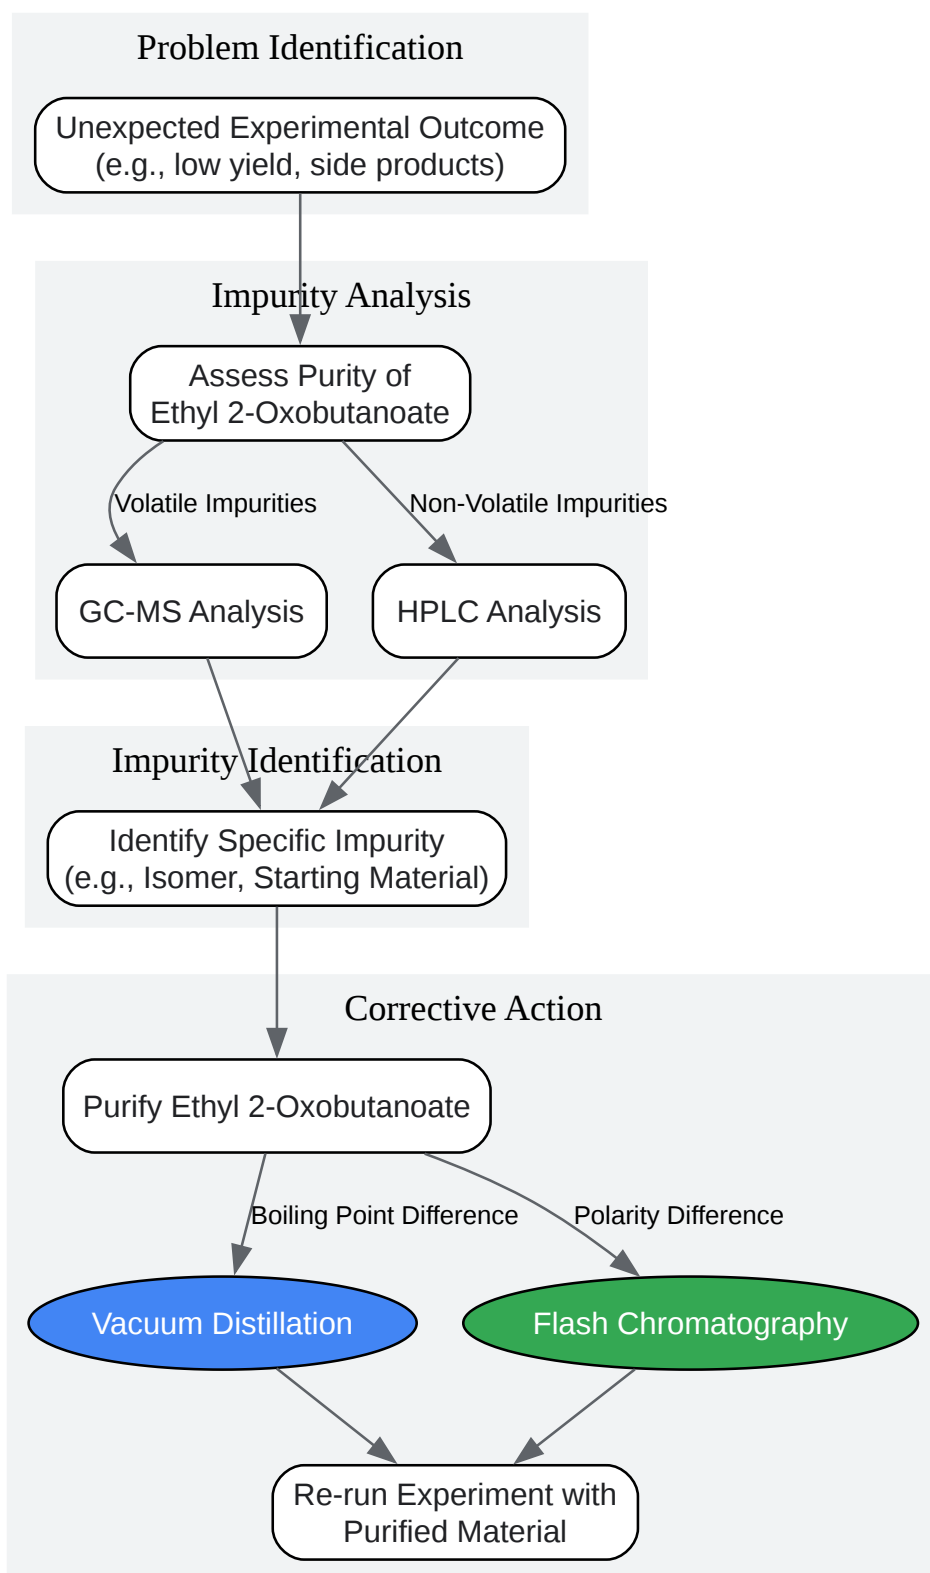 Problem Identification
Unexpected Experimental Outcome
(e.g., low yield, side products)
Impurity Analysis
Assess Purity of
Ethyl 2-Oxobutanoate
Volatile Impurities
Non-Volatile Impurities
GC-MS Analysis
HPLC Analysis
Impurity Identification
Identify Specific Impurity
(e.g., Isomer, Starting Material)
Corrective Action
Purify Ethyl 2-Oxobutanoate
Boiling Point Difference
Polarity Difference
Vacuum Distillation
Flash Chromatography
Re-run Experiment with
Purified Material